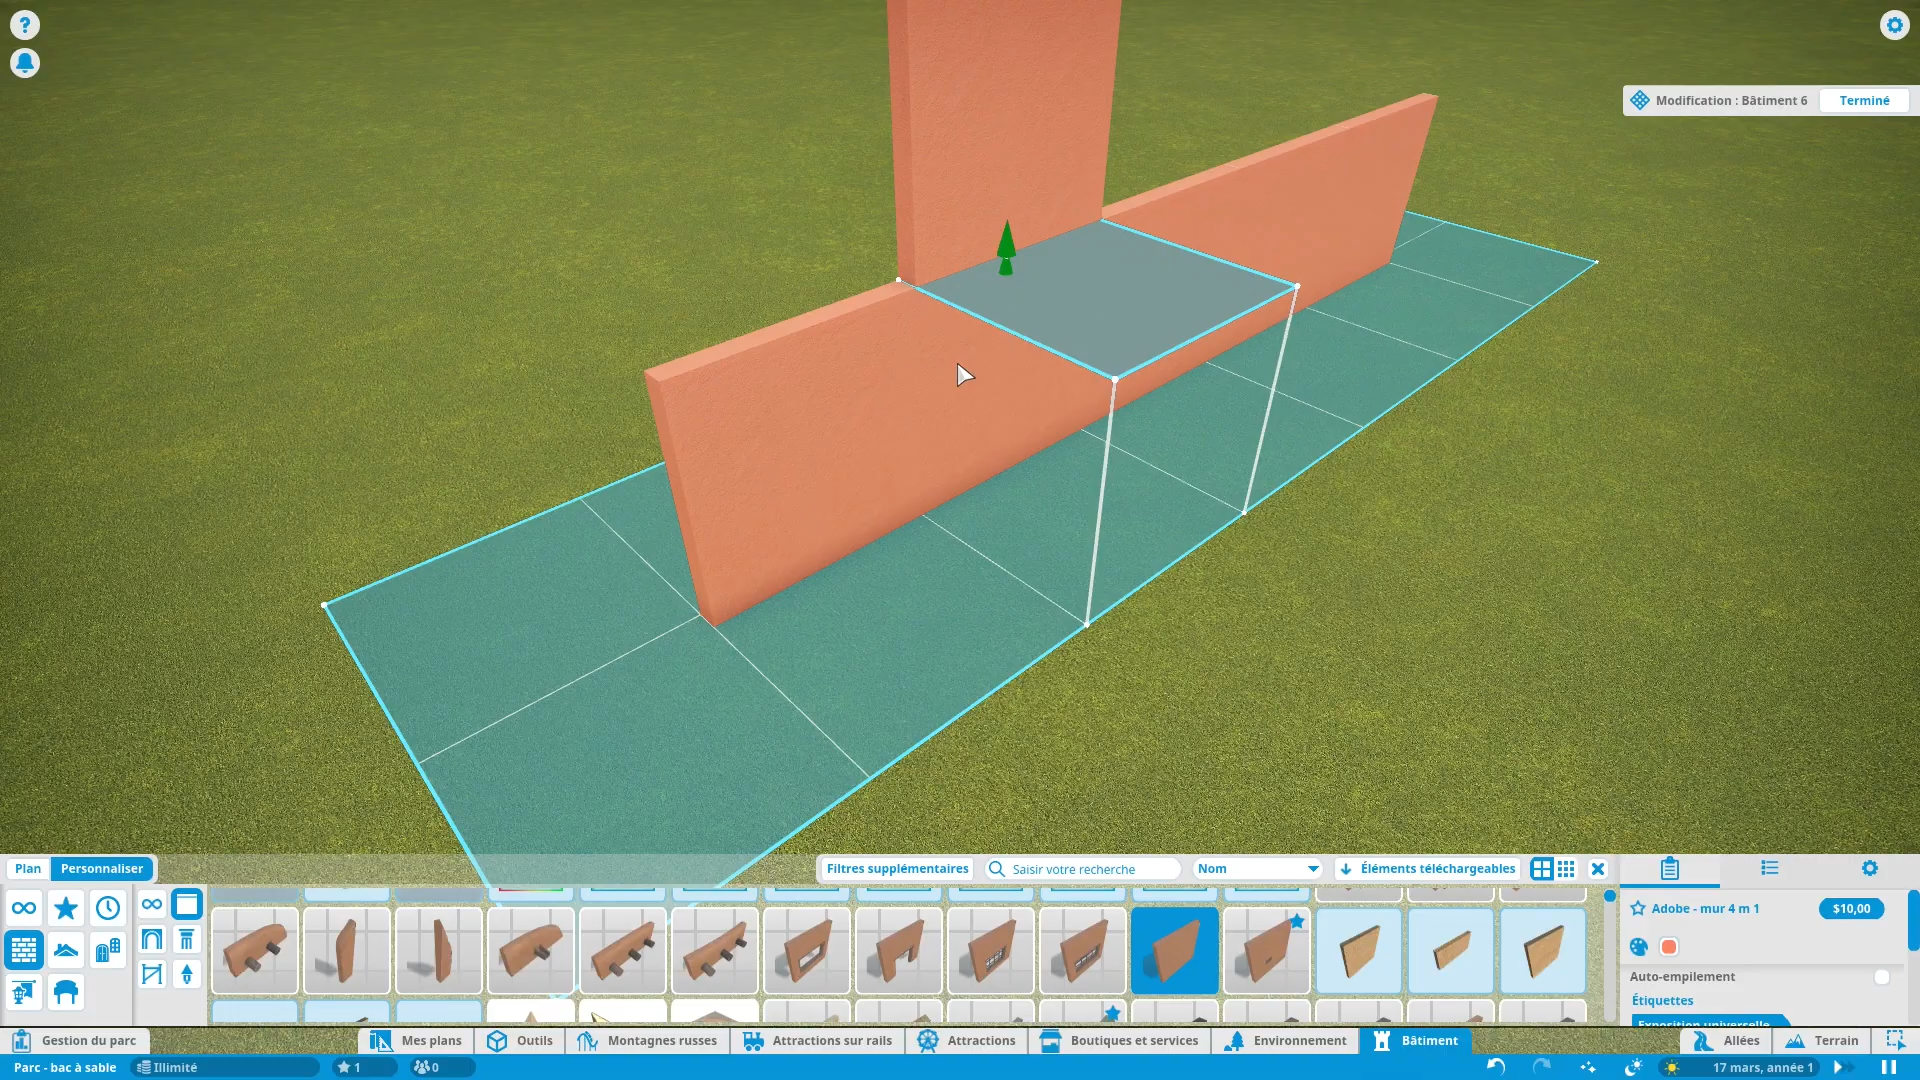 Modification : Bâtiment 6
Terminé
Plan
Personnaliser
Filtres supplémentaires
Saisir votre recherche
Nom
Éléments téléchargeables
Adobe - mur 4 m 1
$10,00
Auto-empilement
Étiquettes
Exposition universelle
Gestion du parc
Mes plans
Outils
Montagnes russes
Attractions sur rails
Attractions
Boutiques et services
Environnement
Bâtiment
Allées
Terrain
Parc - bac à sable
Illimité
1
0
17 mars, année 1